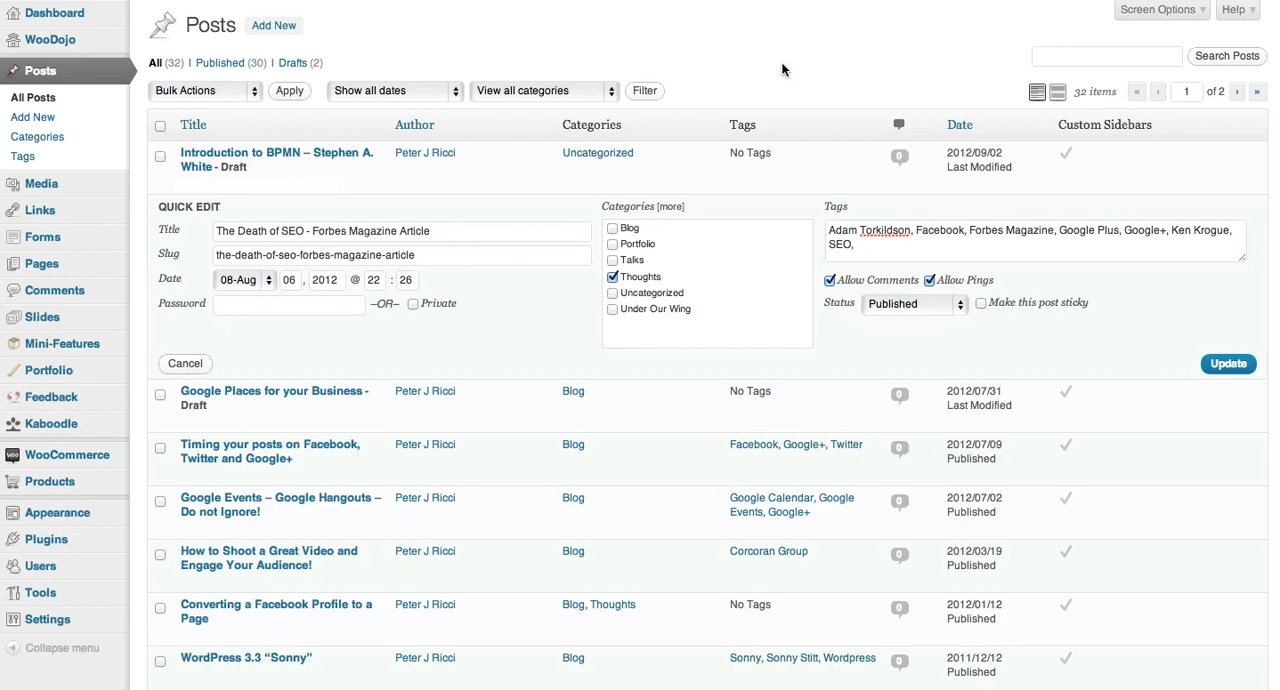 Dashboard
WooDojo
Posts
All Posts
Add New
Categories
Tags
Media
Links
Forms
Pages
Comments
Slides
Mini-Features
Portfolio
Feedback
Kaboodle
WooCommerce
Products
Appearance
Plugins
Users
Tools
Settings
Collapse menu
Screen Options
Help
Posts Add New
All (32) | Published (30) | Drafts (2)
Search Posts
Bulk Actions Apply Show all dates View all categories Filter
32 items « ‹ 1 of 2 › »
Title Author Categories Tags Date Custom Sidebars
Introduction to BPMN – Stephen A. Peter J Ricci Uncategorized No Tags 0 2012/09/02
White - Draft Last Modified
QUICK EDIT
Title The Death of SEO - Forbes Magazine Article
Slug the-death-of-seo-forbes-magazine-article
Date 08-Aug 06 , 2012 @ 22 : 26
Password –OR– Private
Categories [more]
Blog
Portfolio
Talks
Thoughts
Uncategorized
Under Our Wing
Tags
Adam Torkildson, Facebook, Forbes Magazine, Google Plus, Google+, Ken Krogue,
SEO,
Allow Comments Allow Pings
Status Published Make this post sticky
Cancel Update
Google Places for your Business - Peter J Ricci Blog No Tags 0 2012/07/31
Draft Last Modified
Timing your posts on Facebook, Peter J Ricci Blog Facebook, Google+, Twitter 0 2012/07/09
Twitter and Google+ Published
Google Events – Google Hangouts – Peter J Ricci Blog Google Calendar, Google 0 2012/07/02
Do not Ignore! Events, Google+ Published
How to Shoot a Great Video and Peter J Ricci Blog Corcoran Group 0 2012/03/19
Engage Your Audience! Published
Converting a Facebook Profile to a Peter J Ricci Blog, Thoughts No Tags 0 2012/01/12
Page Published
WordPress 3.3 “Sonny” Peter J Ricci Blog Sonny, Sonny Stitt, Wordpress 0 2011/12/12
Published